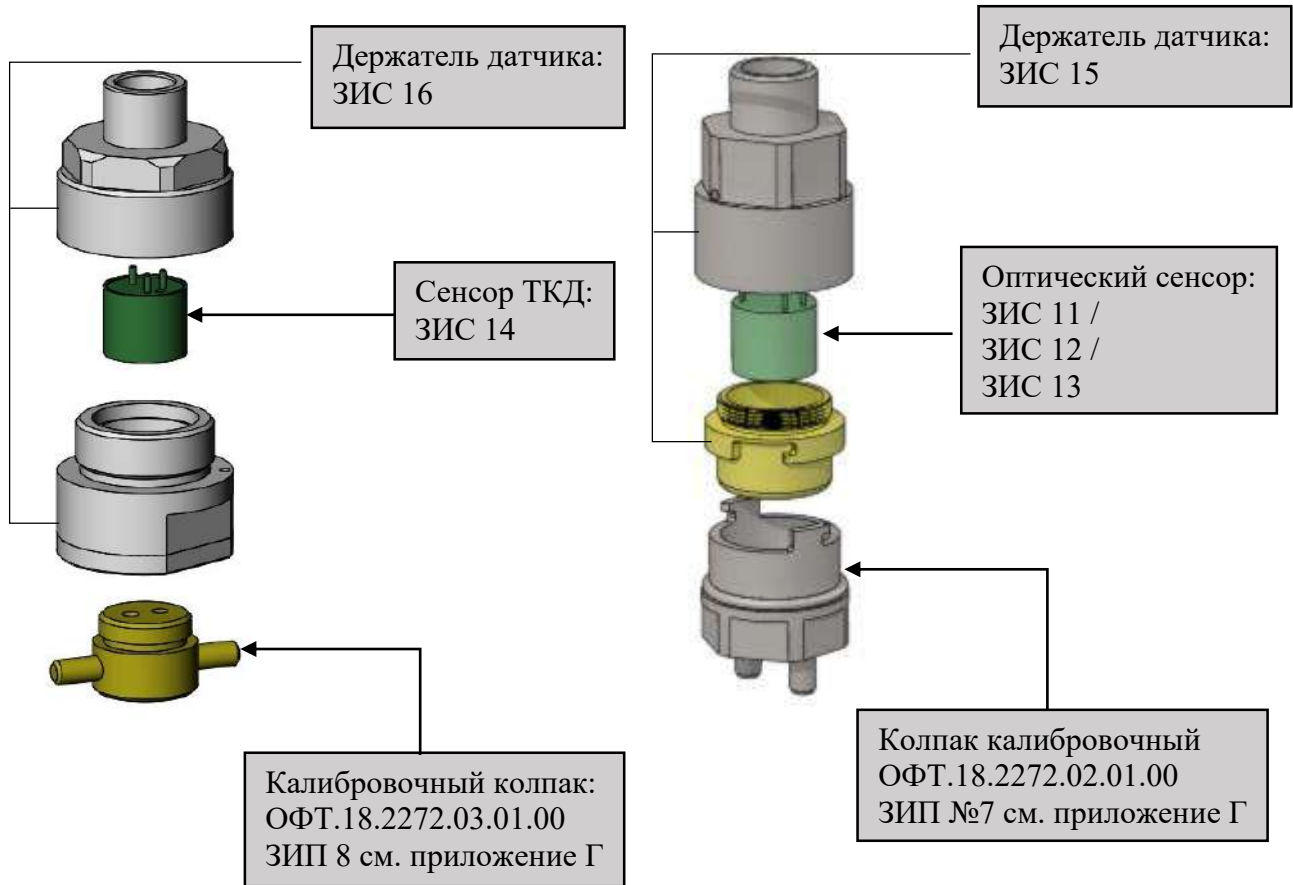 Держатель датчика:
ЗИС 16
Держатель датчика:
ЗИС 15
Сенсор ТКД:
ЗИС 14
Оптический сенсор:
ЗИС 11 /
ЗИС 12 /
ЗИС 13
Калибровочный колпак:
ОФТ.18.2272.03.01.00
ЗИП 8 см. приложение Г
Колпак калибровочный
ОФТ.18.2272.02.01.00
ЗИП №7 см. приложение Г